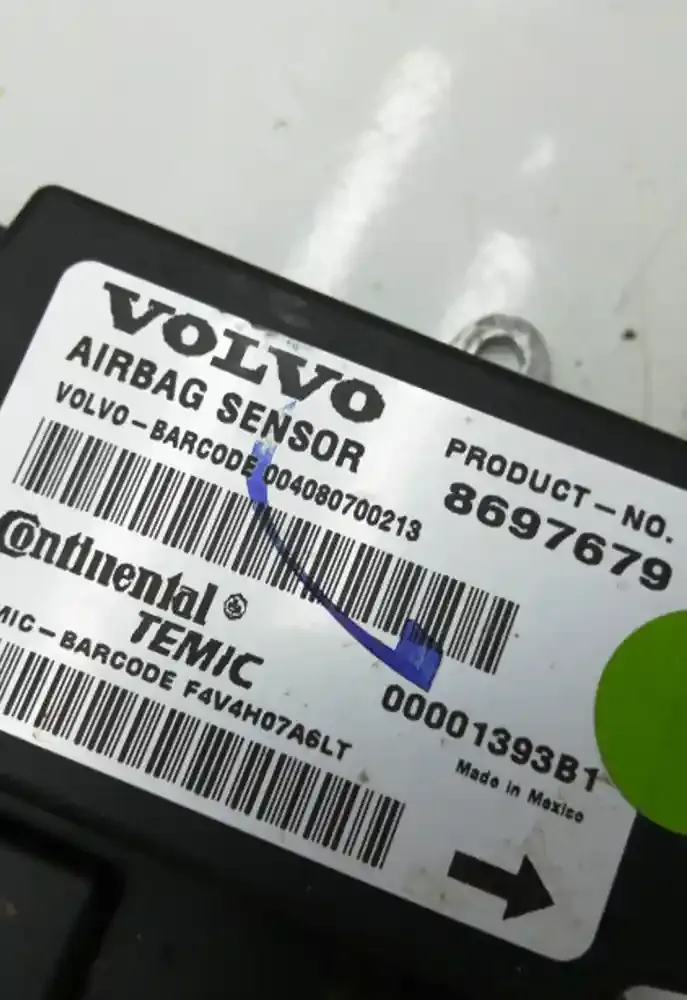 VOLVO
AIRBAG SENSOR
VOLVO-BARCODE 004080700213
PRODUCT-NO.
8697679
Continental
TEMIC
MIC-BARCODE F4V4H07A6LT
00001393B1
Made in Mexico